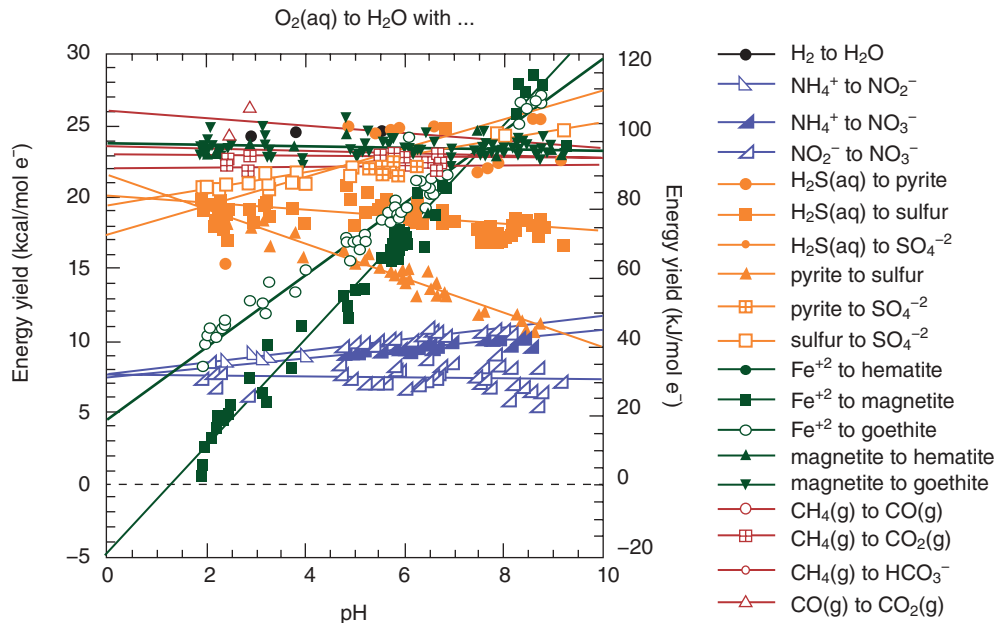 O₂(aq) to H₂O with ...
Energy yield (kcal/mol e⁻)
30
25
20
15
10
5
0
−5
0
2
4
6
8
10
pH
120
100
80
60
40
20
0
−20
Energy yield (kJ/mol e⁻)
H₂ to H₂O
NH₄⁺ to NO₂⁻
NH₄⁺ to NO₃⁻
NO₂⁻ to NO₃⁻
H₂S(aq) to pyrite
H₂S(aq) to sulfur
H₂S(aq) to SO₄⁻²
pyrite to sulfur
pyrite to SO₄⁻²
sulfur to SO₄⁻²
Fe⁺² to hematite
Fe⁺² to magnetite
Fe⁺² to goethite
magnetite to hematite
magnetite to goethite
CH₄(g) to CO(g)
CH₄(g) to CO₂(g)
CH₄(g) to HCO₃⁻
CO(g) to CO₂(g)